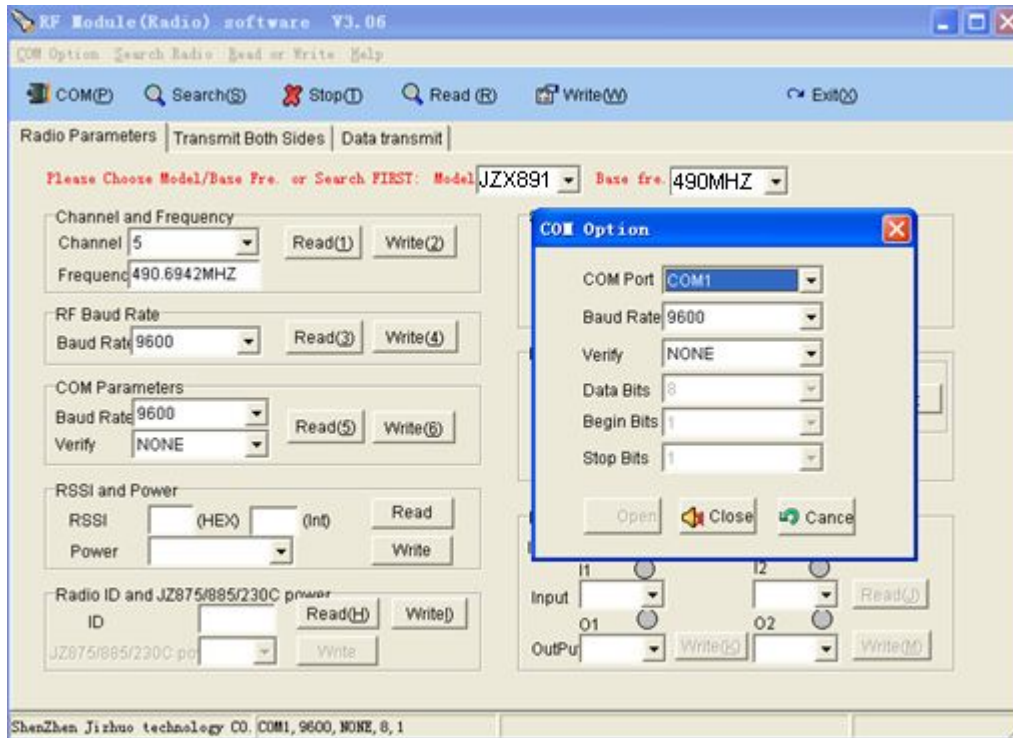 RF Module(Radio) software V3.06
COM Option Search Radio Read or Write Help
COM(P) Search(S) Stop(T) Read (R) Write(W) Exit(X)
Radio Parameters Transmit Both Sides Data transmit
Please Choose Model/Base Fre. or Search FIRST: Model JZX891 Base fre. 490MHZ
Channel and Frequency
Channel 5 Read(1) Write(2)
Frequenc 490.6942MHZ
RF Baud Rate
Baud Rate 9600 Read(3) Write(4)
COM Parameters
Baud Rate 9600
Verify NONE Read(5) Write(6)
RSSI and Power
RSSI (HEX) (Int) Read
Power Write
Radio ID and JZ875/885/230C power
ID Read(H) Write(I)
JZ875/885/230C po Write
COM Option
COM Port COM1
Baud Rate 9600
Verify NONE
Data Bits 8
Begin Bits 1
Stop Bits 1
Open Close Cance
I1 I2
Input Read(J)
O1 O2
OutPu Write(K) Write(M)
ShenZhen Jizhuo technology CO. COM1, 9600, NONE, 8, 1